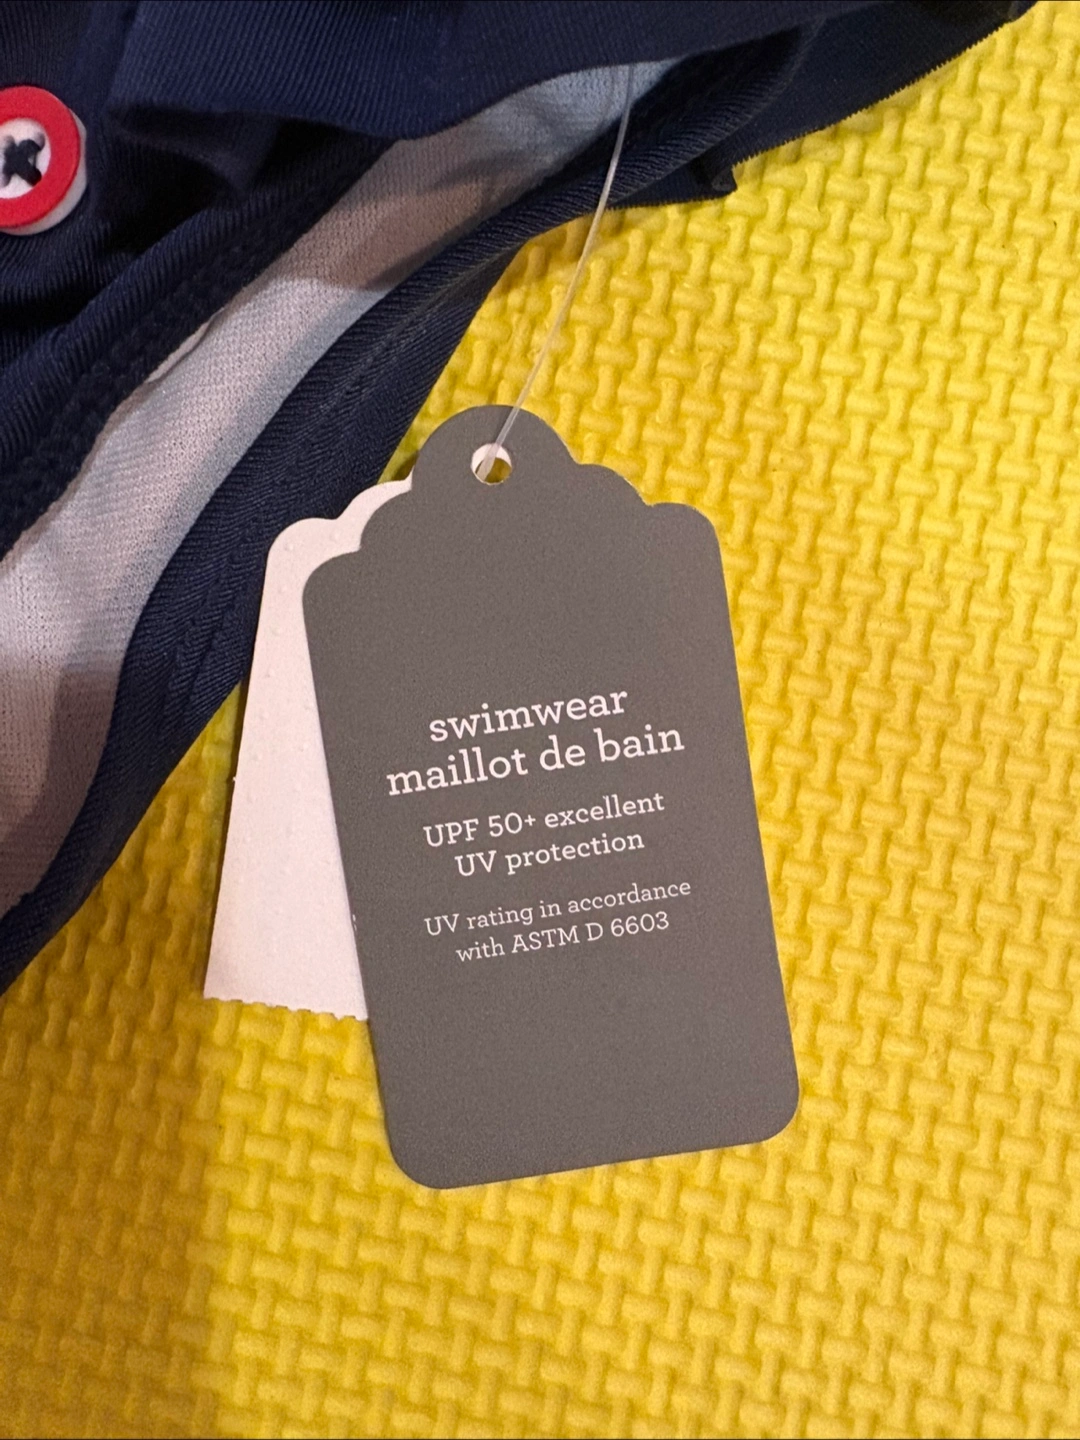 swimwear
maillot de bain
UPF 50+ excellent
UV protection
UV rating in accordance
with ASTM D 6603